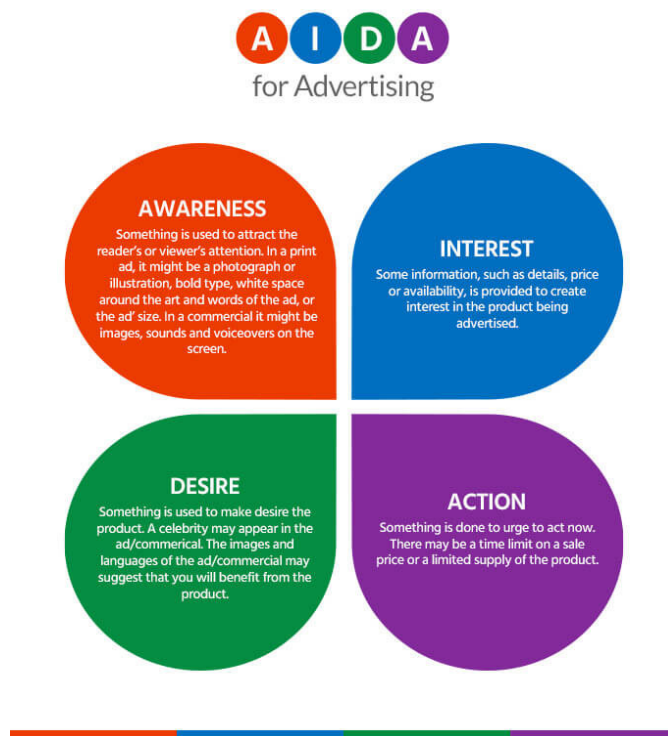 A I D A
for Advertising
AWARENESS
Something is used to attract the
reader's or viewer's attention. In a print
ad, it might be a photograph or
illustration, bold type, white space
around the art and words of the ad, or
the ad' size. In a commercial it might be
images, sounds and voiceovers on the
screen.
INTEREST
Some information, such as details, price
or availability, is provided to create
interest in the product being
advertised.
DESIRE
Something is used to make desire the
product. A celebrity may appear in the
ad/commerical. The images and
languages of the ad/commercial may
suggest that you will benefit from the
product.
ACTION
Something is done to urge to act now.
There may be a time limit on a sale
price or a limited supply of the product.